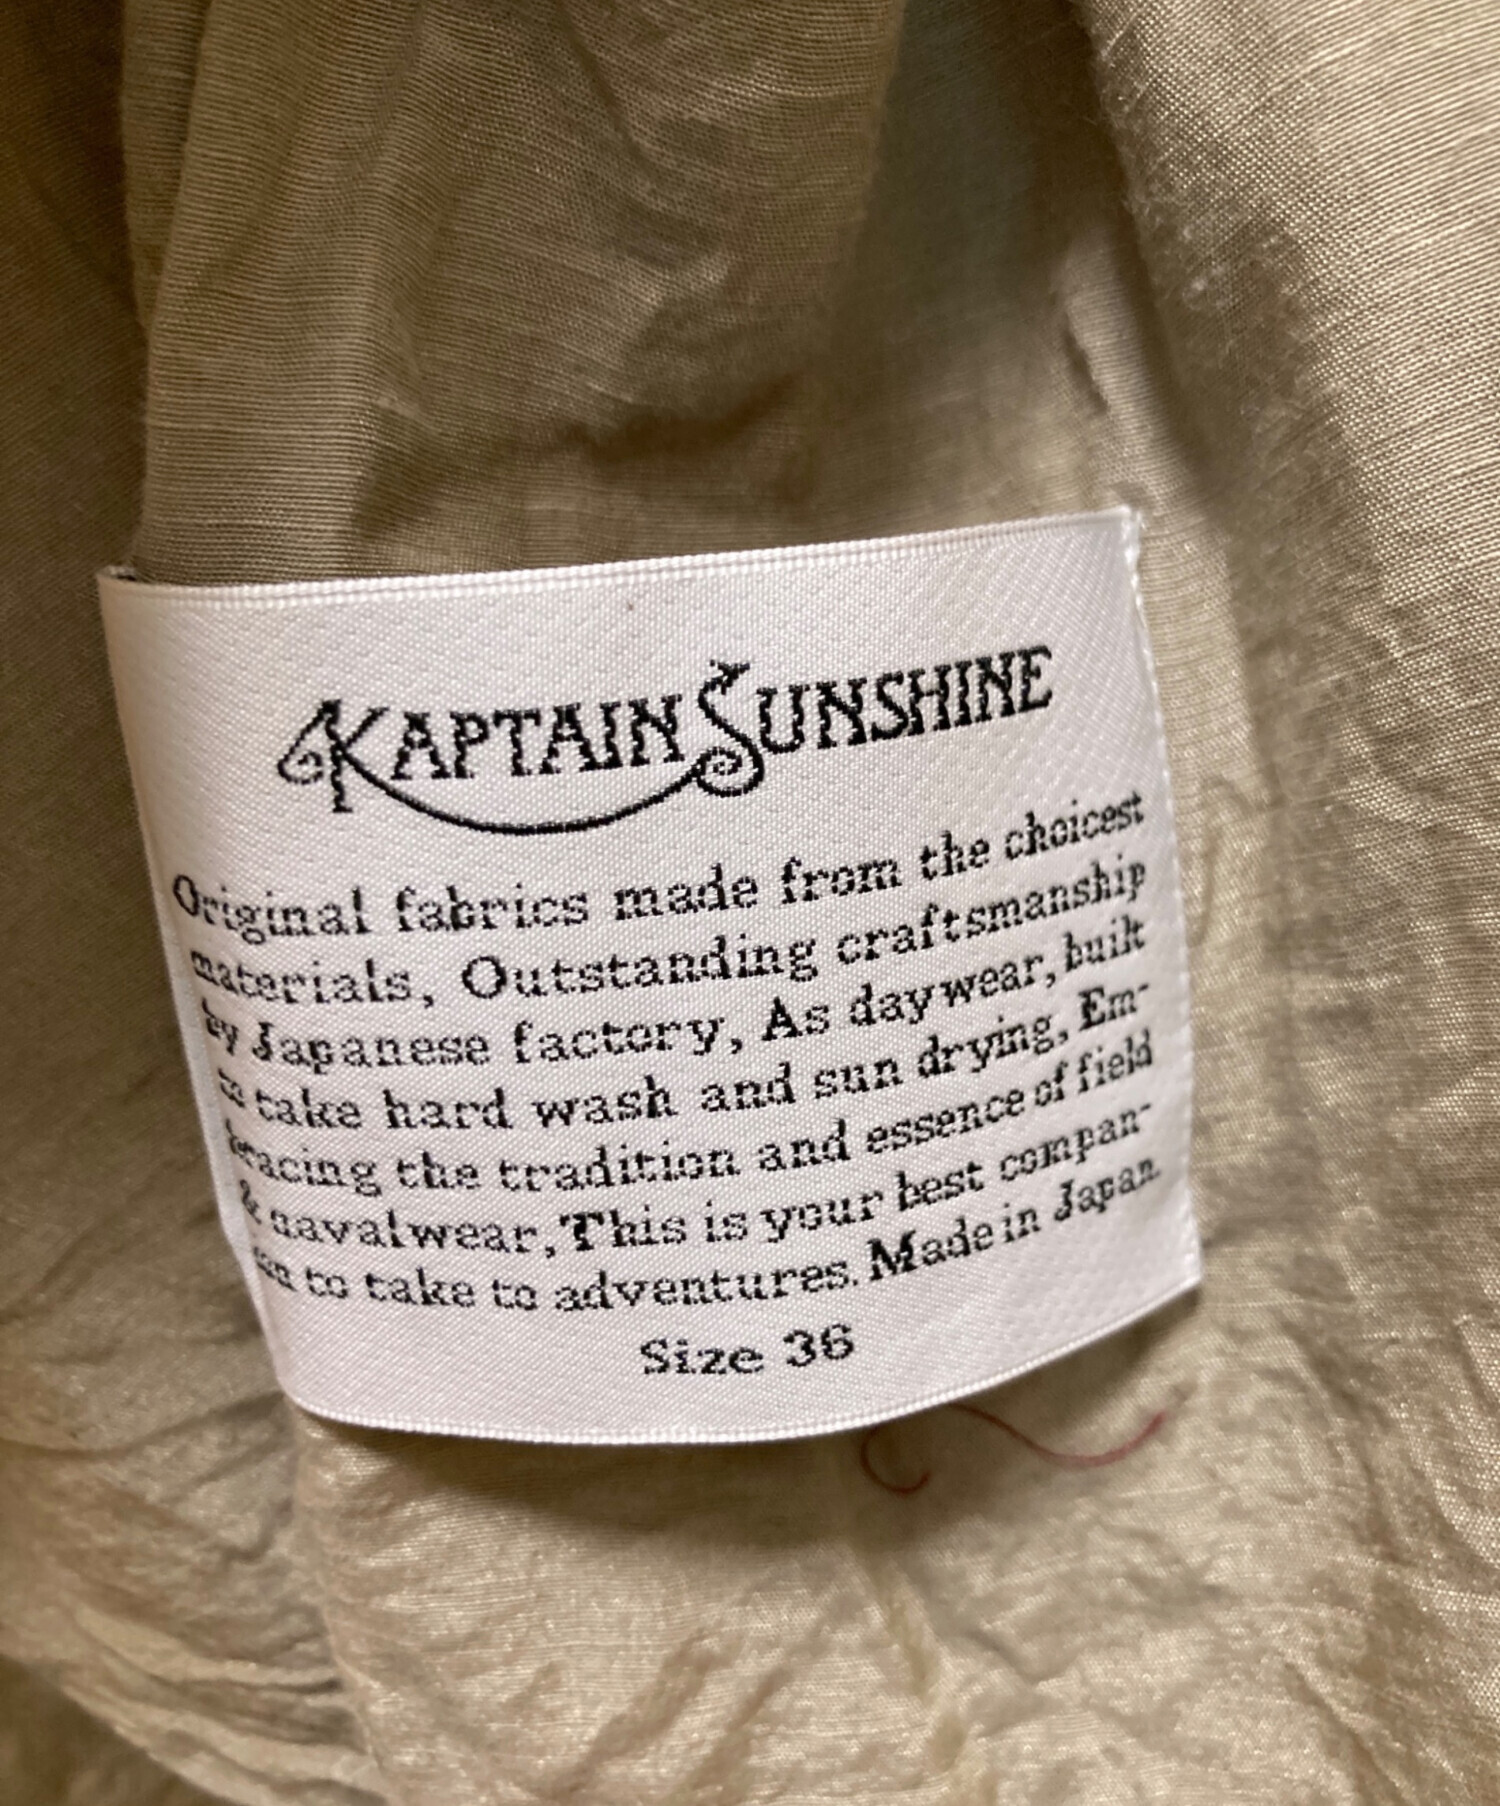 KAPTAIN SUNSHINE
Original fabrics made from the choicest
materials, Outstanding craftsmanship
by Japanese factory, As daywear, built
to take hard wash and sun drying, Em-
bracing the tradition and essence of field
& navalwear, This is your best compan-
ion to take to adventures. Made in Japan.
Size 36